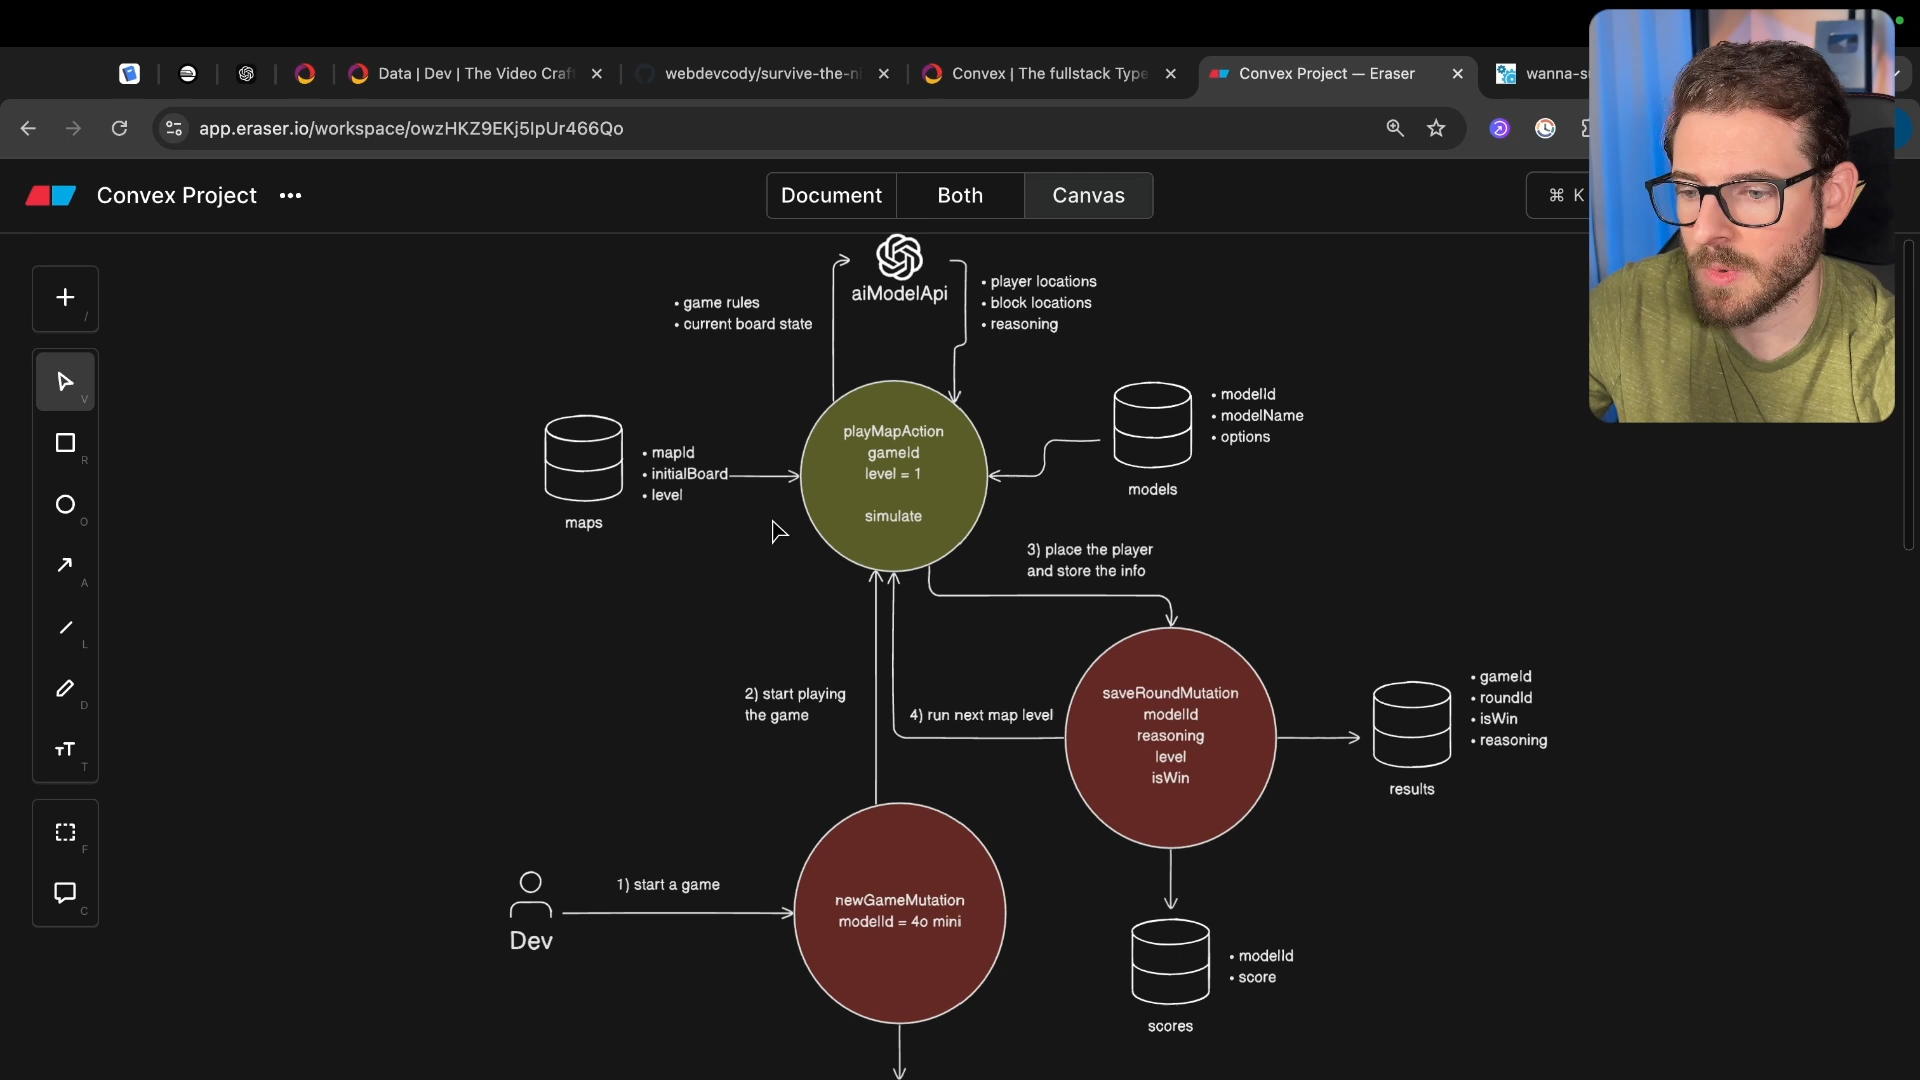 Data | Dev | The Video Craf
webdevcody/survive-the-ni
Convex | The fullstack Type
Convex Project — Eraser
wanna-su
app.eraser.io/workspace/owzHKZ9EKj5IpUr466Qo
Convex Project
Document
Both
Canvas
⌘ K
/
V
R
O
A
L
D
T
F
C
aiModelApi
• game rules
• current board state
• player locations
• block locations
• reasoning
playMapAction
gameId
level = 1
simulate
• mapId
• initialBoard
• level
maps
• modelId
• modelName
• options
models
3) place the player
and store the info
2) start playing
the game
4) run next map level
saveRoundMutation
modelId
reasoning
level
isWin
• gameId
• roundId
• isWin
• reasoning
results
1) start a game
Dev
newGameMutation
modelId = 4o mini
• modelId
• score
scores